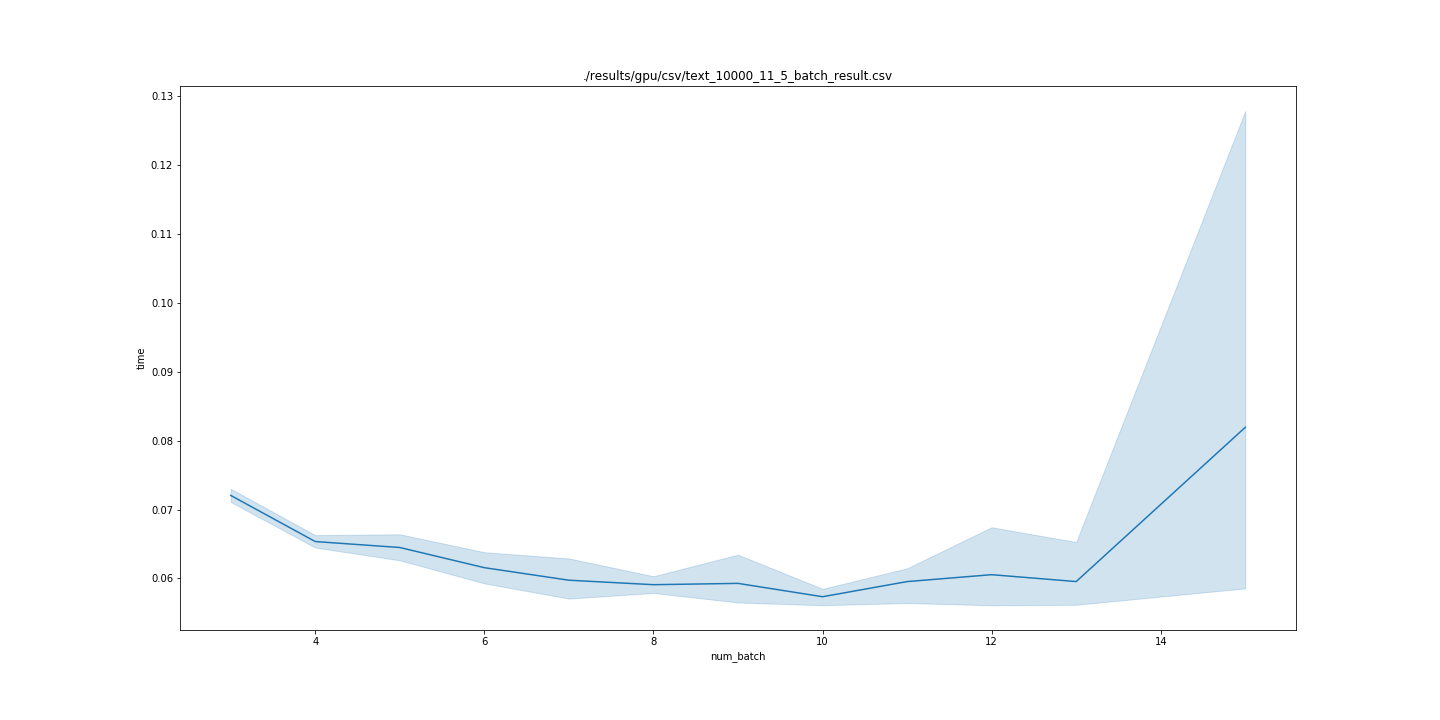 ./results/gpu/csv/text_10000_11_5_batch_result.csv
0.13
0.12
0.11
0.10
0.09
0.08
0.07
0.06
time
4 6 8 10 12 14
num_batch